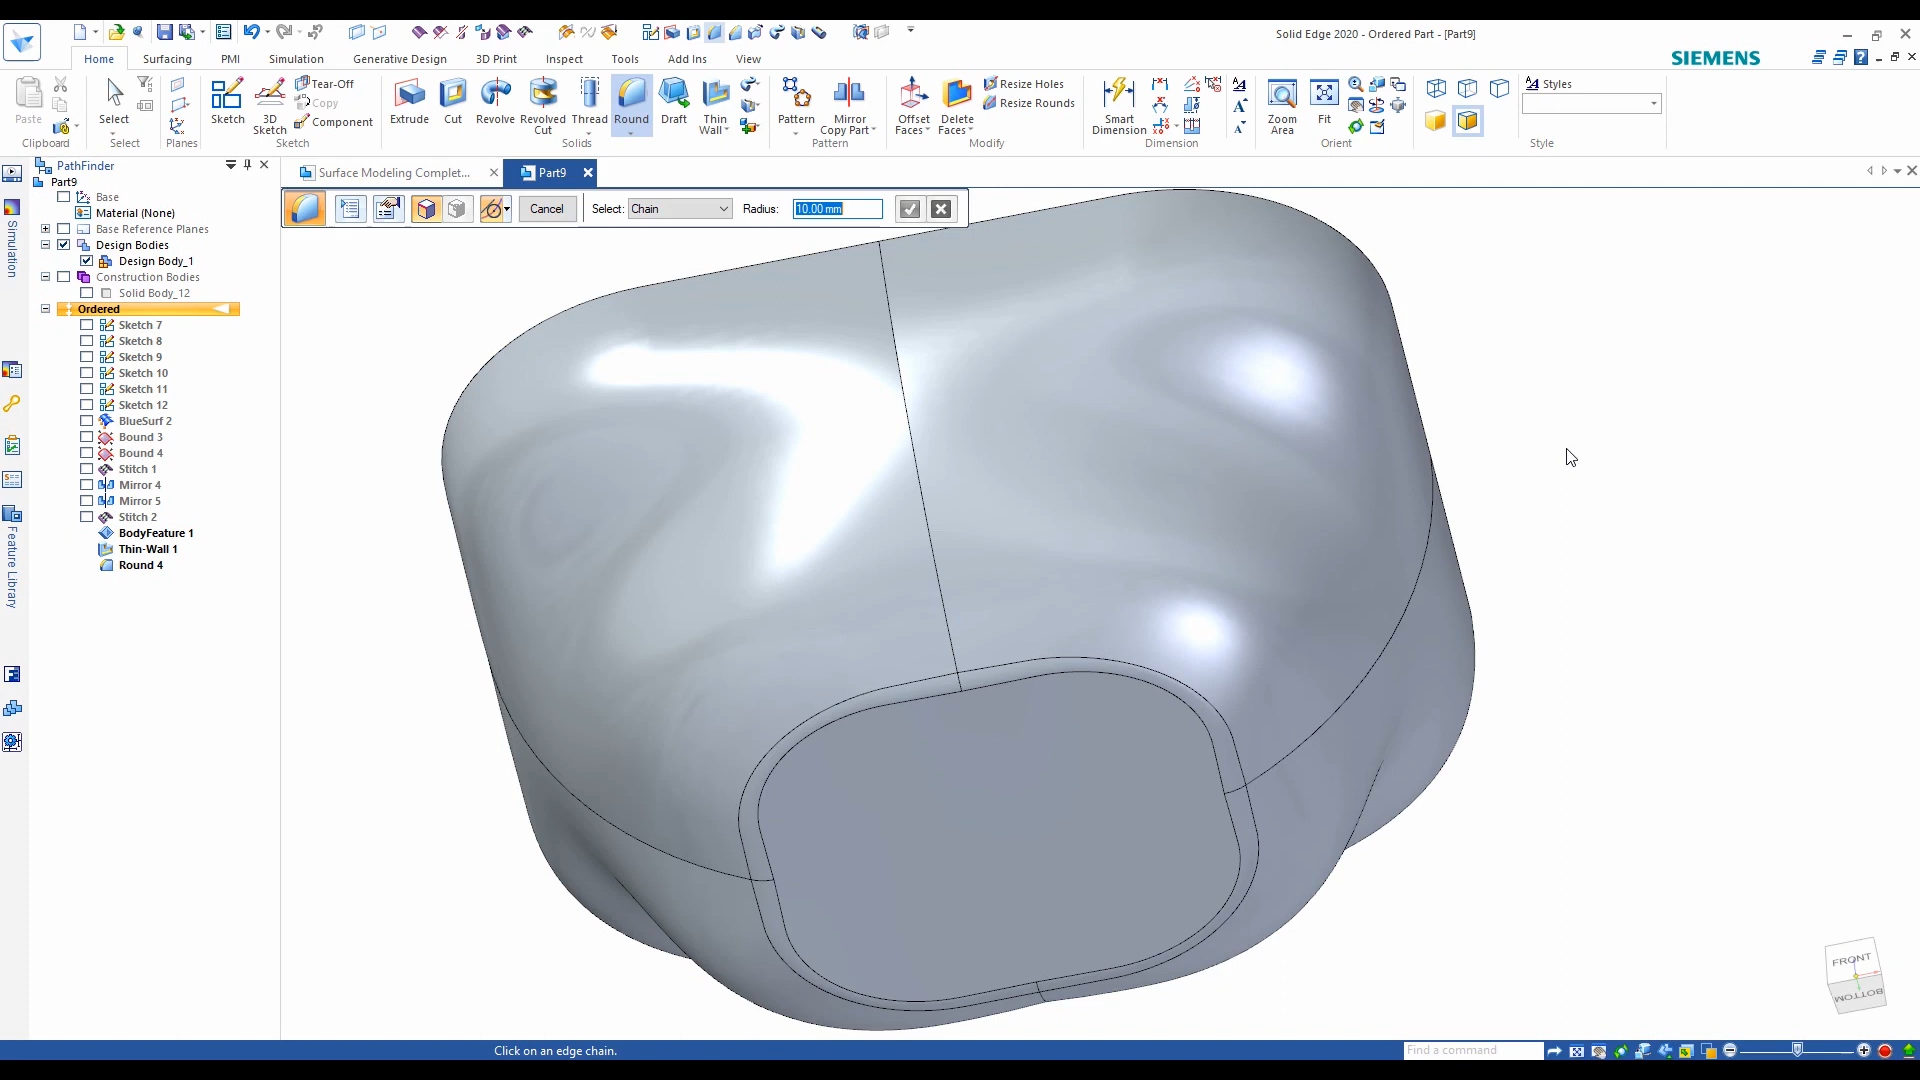 Solid Edge 2020 - Ordered Part - [Part9]
Home
Surfacing
PMI
Simulation
Generative Design
3D Print
Inspect
Tools
Add Ins
View
SIEMENS
Paste
Clipboard
Select
Select
Planes
Sketch
3D Sketch
Tear-Off
Copy
Component
Sketch
Extrude
Cut
Revolve
Revolved Cut
Thread
Round
Draft
Thin Wall
Solids
Pattern
Mirror Copy Part
Pattern
Offset Faces
Delete Faces
Resize Holes
Resize Rounds
Modify
Smart Dimension
Dimension
Zoom Area
Fit
Orient
Styles
Style
PathFinder
Part9
Base
Material (None)
Base Reference Planes
Design Bodies
Design Body_1
Construction Bodies
Solid Body_12
Ordered
Sketch 7
Sketch 8
Sketch 9
Sketch 10
Sketch 11
Sketch 12
BlueSurf 2
Bound 3
Bound 4
Stitch 1
Mirror 4
Mirror 5
Stitch 2
BodyFeature 1
Thin-Wall 1
Round 4
Simulation
Feature Library
Surface Modeling Complet...
Part9
Cancel
Select: Chain
Radius: 10.00 mm
FRONT
BOTTOM
Click on an edge chain.
Find a command